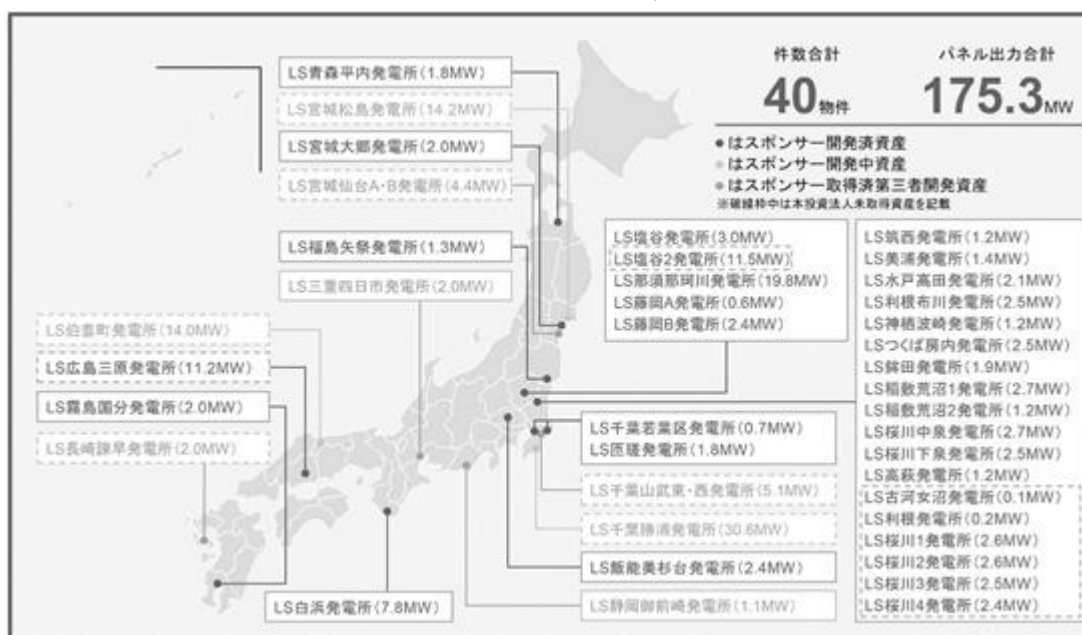 件数合計
40物件
パネル出力合計
175.3MW
●はスポンサー開発済資産
●はスポンサー開発中資産
●はスポンサー取得済第三者開発資産
※破線枠中は本投資法人未取得資産を記載
LS青森平内発電所(1.8MW)
LS宮城松島発電所(14.2MW)
LS宮城大郷発電所(2.0MW)
LS宮城仙台A・B発電所(4.4MW)
LS福島矢祭発電所(1.3MW)
LS三重四日市発電所(2.0MW)
LS伯耆町発電所(14.0MW)
LS広島三原発電所(11.2MW)
LS霧島国分発電所(2.0MW)
LS長崎諫早発電所(2.0MW)
LS白浜発電所(7.8MW)
LS塩谷発電所(3.0MW)
LS塩谷2発電所(11.5MW)
LS那須那珂川発電所(19.8MW)
LS藤岡A発電所(0.6MW)
LS藤岡B発電所(2.4MW)
LS千葉若葉区発電所(0.7MW)
LS匝瑳発電所(1.8MW)
LS千葉山武東・西発電所(5.1MW)
LS千葉勝浦発電所(30.6MW)
LS飯能美杉台発電所(2.4MW)
LS静岡御前崎発電所(1.1MW)
LS筑西発電所(1.2MW)
LS美浦発電所(1.4MW)
LS水戸高田発電所(2.1MW)
LS利根布川発電所(2.5MW)
LS神栖波崎発電所(1.2MW)
LSつくば房内発電所(2.5MW)
LS鉾田発電所(1.9MW)
LS稲敷荒沼1発電所(2.7MW)
LS稲敷荒沼2発電所(1.2MW)
LS桜川中泉発電所(2.7MW)
LS桜川下泉発電所(2.5MW)
LS高萩発電所(1.2MW)
LS古河女沼発電所(0.1MW)
LS利根発電所(0.2MW)
LS桜川1発電所(2.6MW)
LS桜川2発電所(2.6MW)
LS桜川3発電所(2.5MW)
LS桜川4発電所(2.4MW)